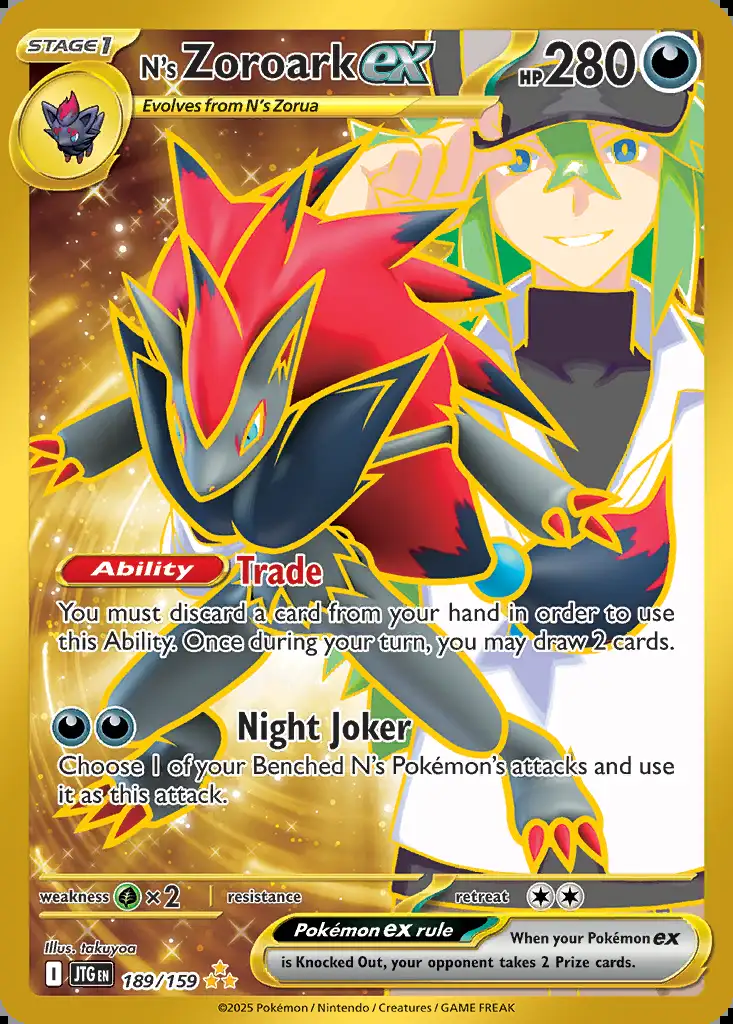 STAGE 1
N's Zoroark ex
HP 280
Evolves from N's Zorua
Ability Trade
You must discard a card from your hand in order to use
this Ability. Once during your turn, you may draw 2 cards.
Night Joker
Choose 1 of your Benched N's Pokémon's attacks and use
it as this attack.
weakness ×2 resistance retreat
Illus. takuyoa
Pokémon ex rule
When your Pokémon ex
is Knocked Out, your opponent takes 2 Prize cards.
I JTG EN 189/159
©2025 Pokémon / Nintendo / Creatures / GAME FREAK